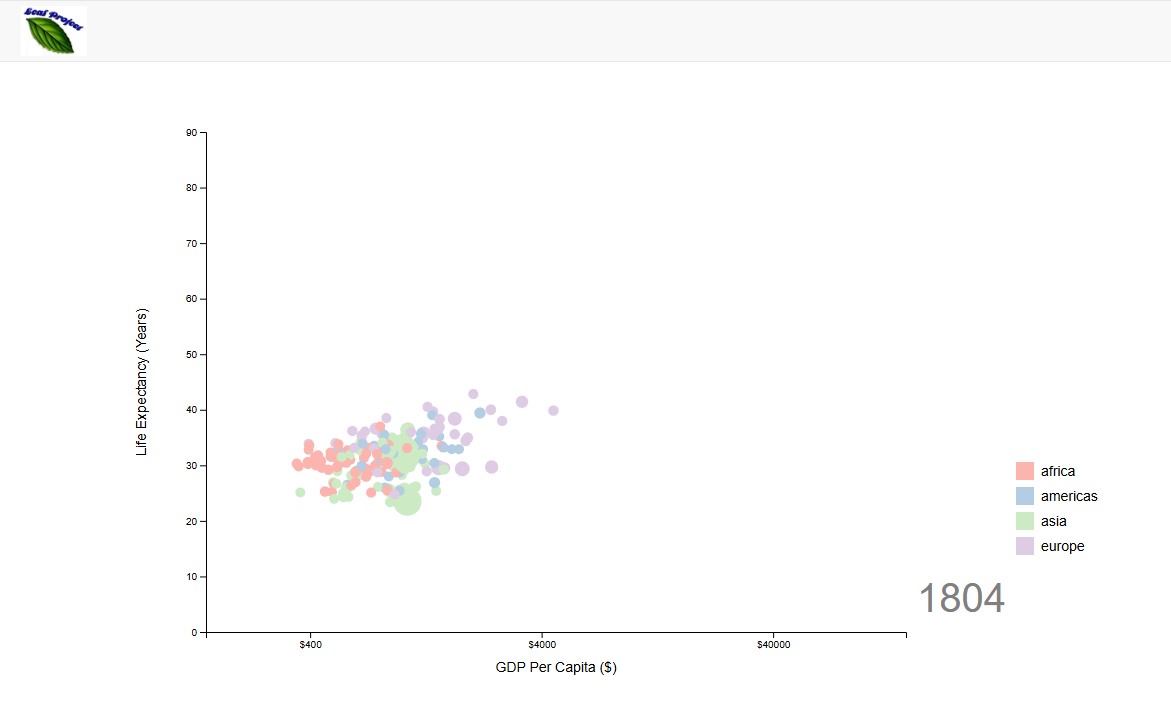 Leaf Project
90
80
70
60
50
40
30
20
10
0
Life Expectancy (Years)
$400
$4000
$40000
GDP Per Capita ($)
africa
americas
asia
europe
1804